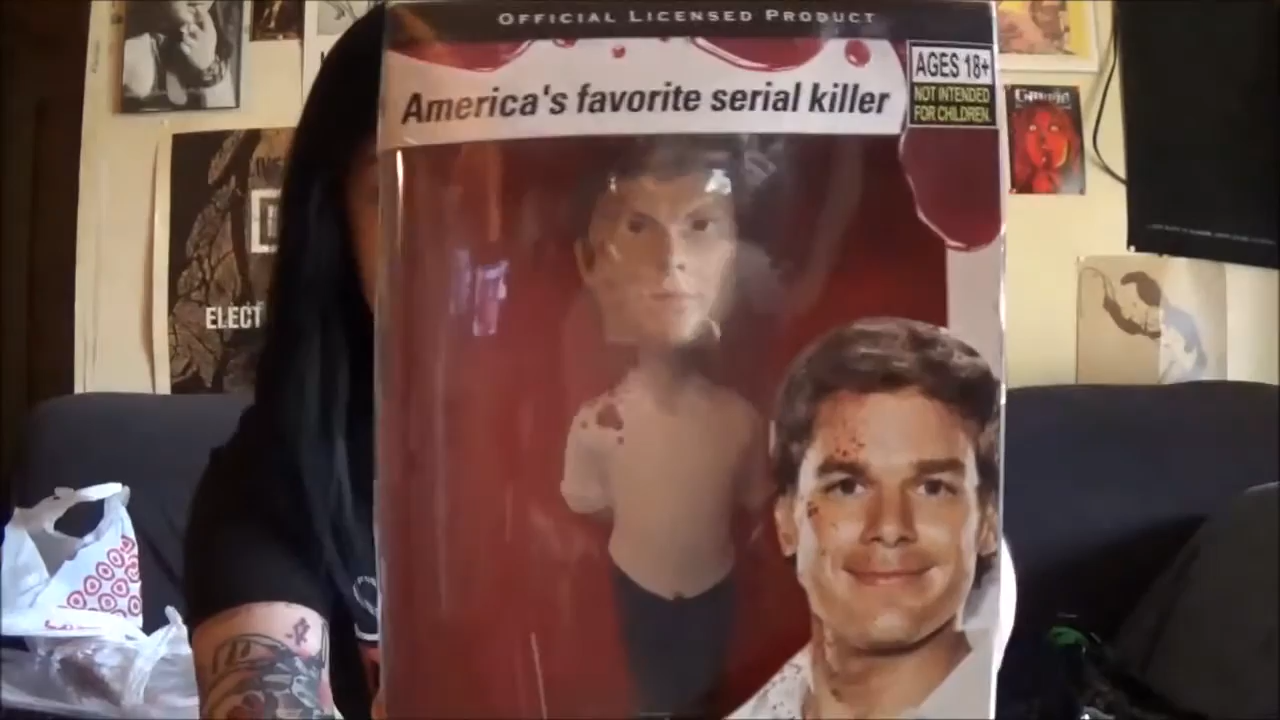 OFFICIAL LICENSED PRODUCT
America's favorite serial killer
AGES 18+
NOT INTENDED
FOR CHILDREN.
ELECT